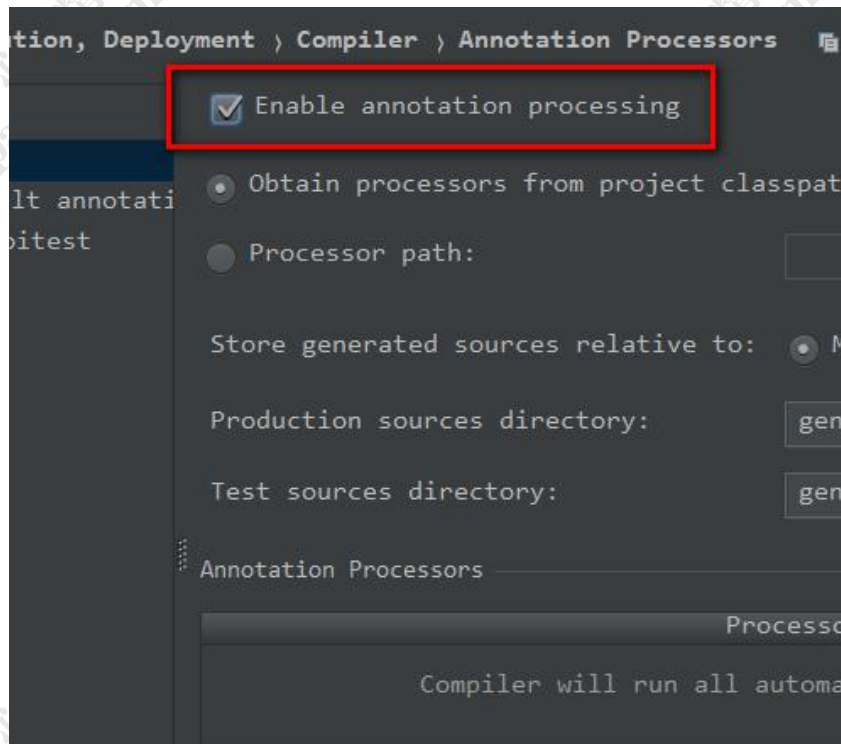 tion, Deployment › Compiler › Annotation Processors
Enable annotation processing
Obtain processors from project classpat
lt annotati
itest
Processor path:
Store generated sources relative to: M
Production sources directory: gen
Test sources directory: gen
Annotation Processors
Processo
Compiler will run all automa